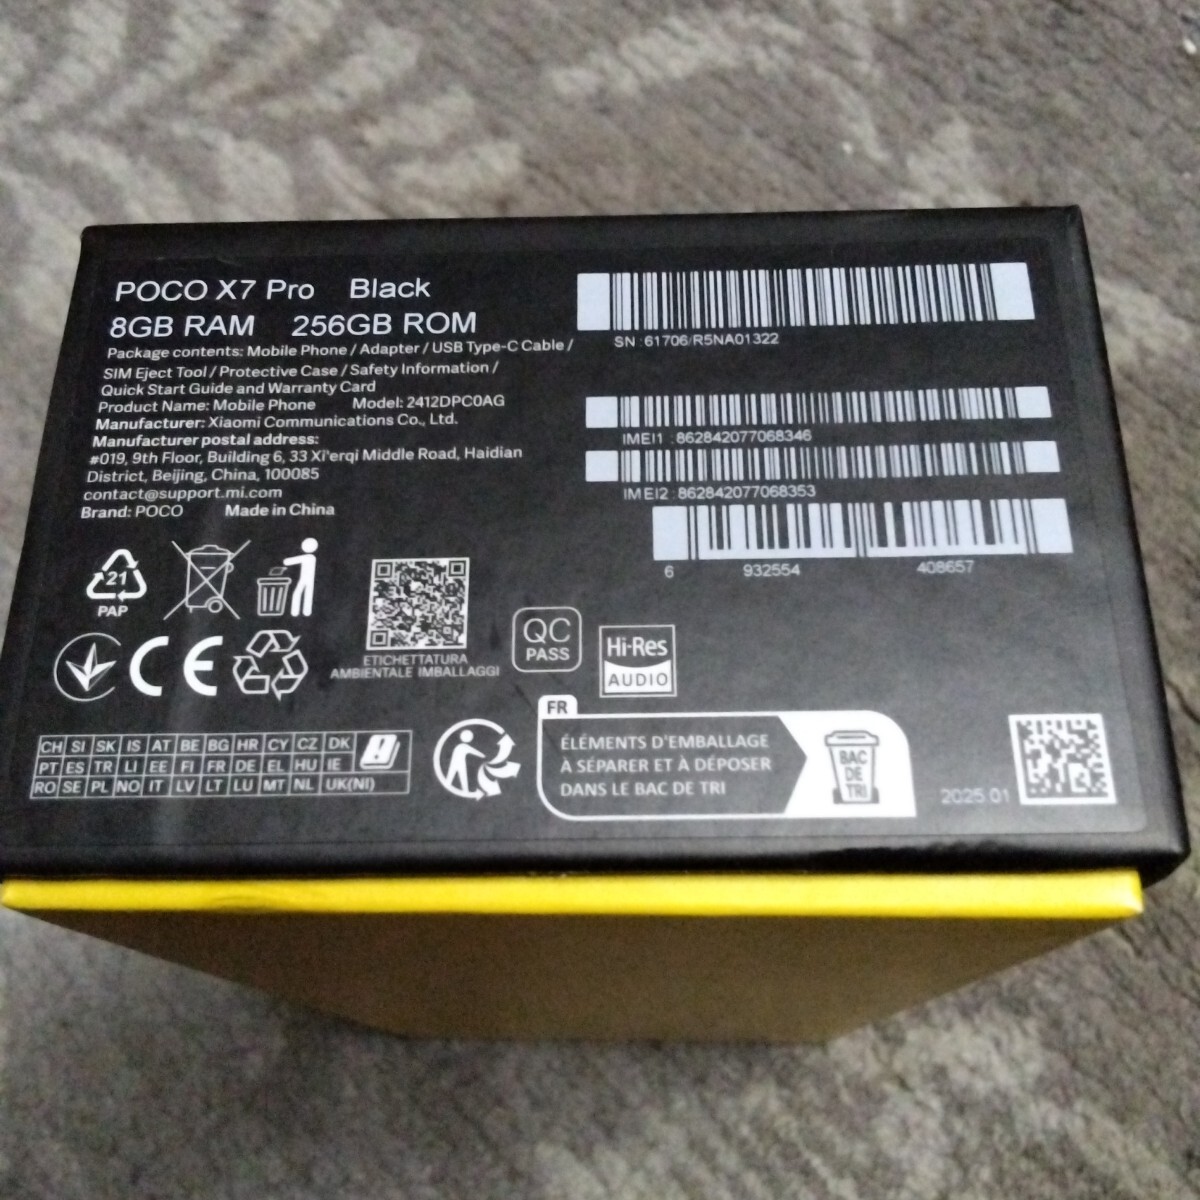 POCO X7 Pro Black
8GB RAM 256GB ROM
Package contents: Mobile Phone / Adapter / USB Type-C Cable /
SIM Eject Tool / Protective Case / Safety Information /
Quick Start Guide and Warranty Card
Product Name: Mobile Phone Model: 2412DPC0AG
Manufacturer: Xiaomi Communications Co., Ltd.
Manufacturer postal address:
#019, 9th Floor, Building 6, 33 Xi'erqi Middle Road, Haidian
District, Beijing, China, 100085
contact@support.mi.com
Brand: POCO Made in China
SN:61706/R5NA01322
IMEI1:862842077068346
IMEI2:862842077068353
6 932554 408657
21
PAP
CE
ETICHETTATURA
AMBIENTALE IMBALLAGGI
QC
PASS
Hi-Res
AUDIO
CH SI SK IS AT BE BG HR CY CZ DK
PT ES TR LI EE FI FR DE EL HU IE
RO SE PL NO IT LV LT LU MT NL UK(NI)
FR
ÉLÉMENTS D'EMBALLAGE
À SÉPARER ET À DÉPOSER
DANS LE BAC DE TRI
BAC
DE
TRI
2025.01